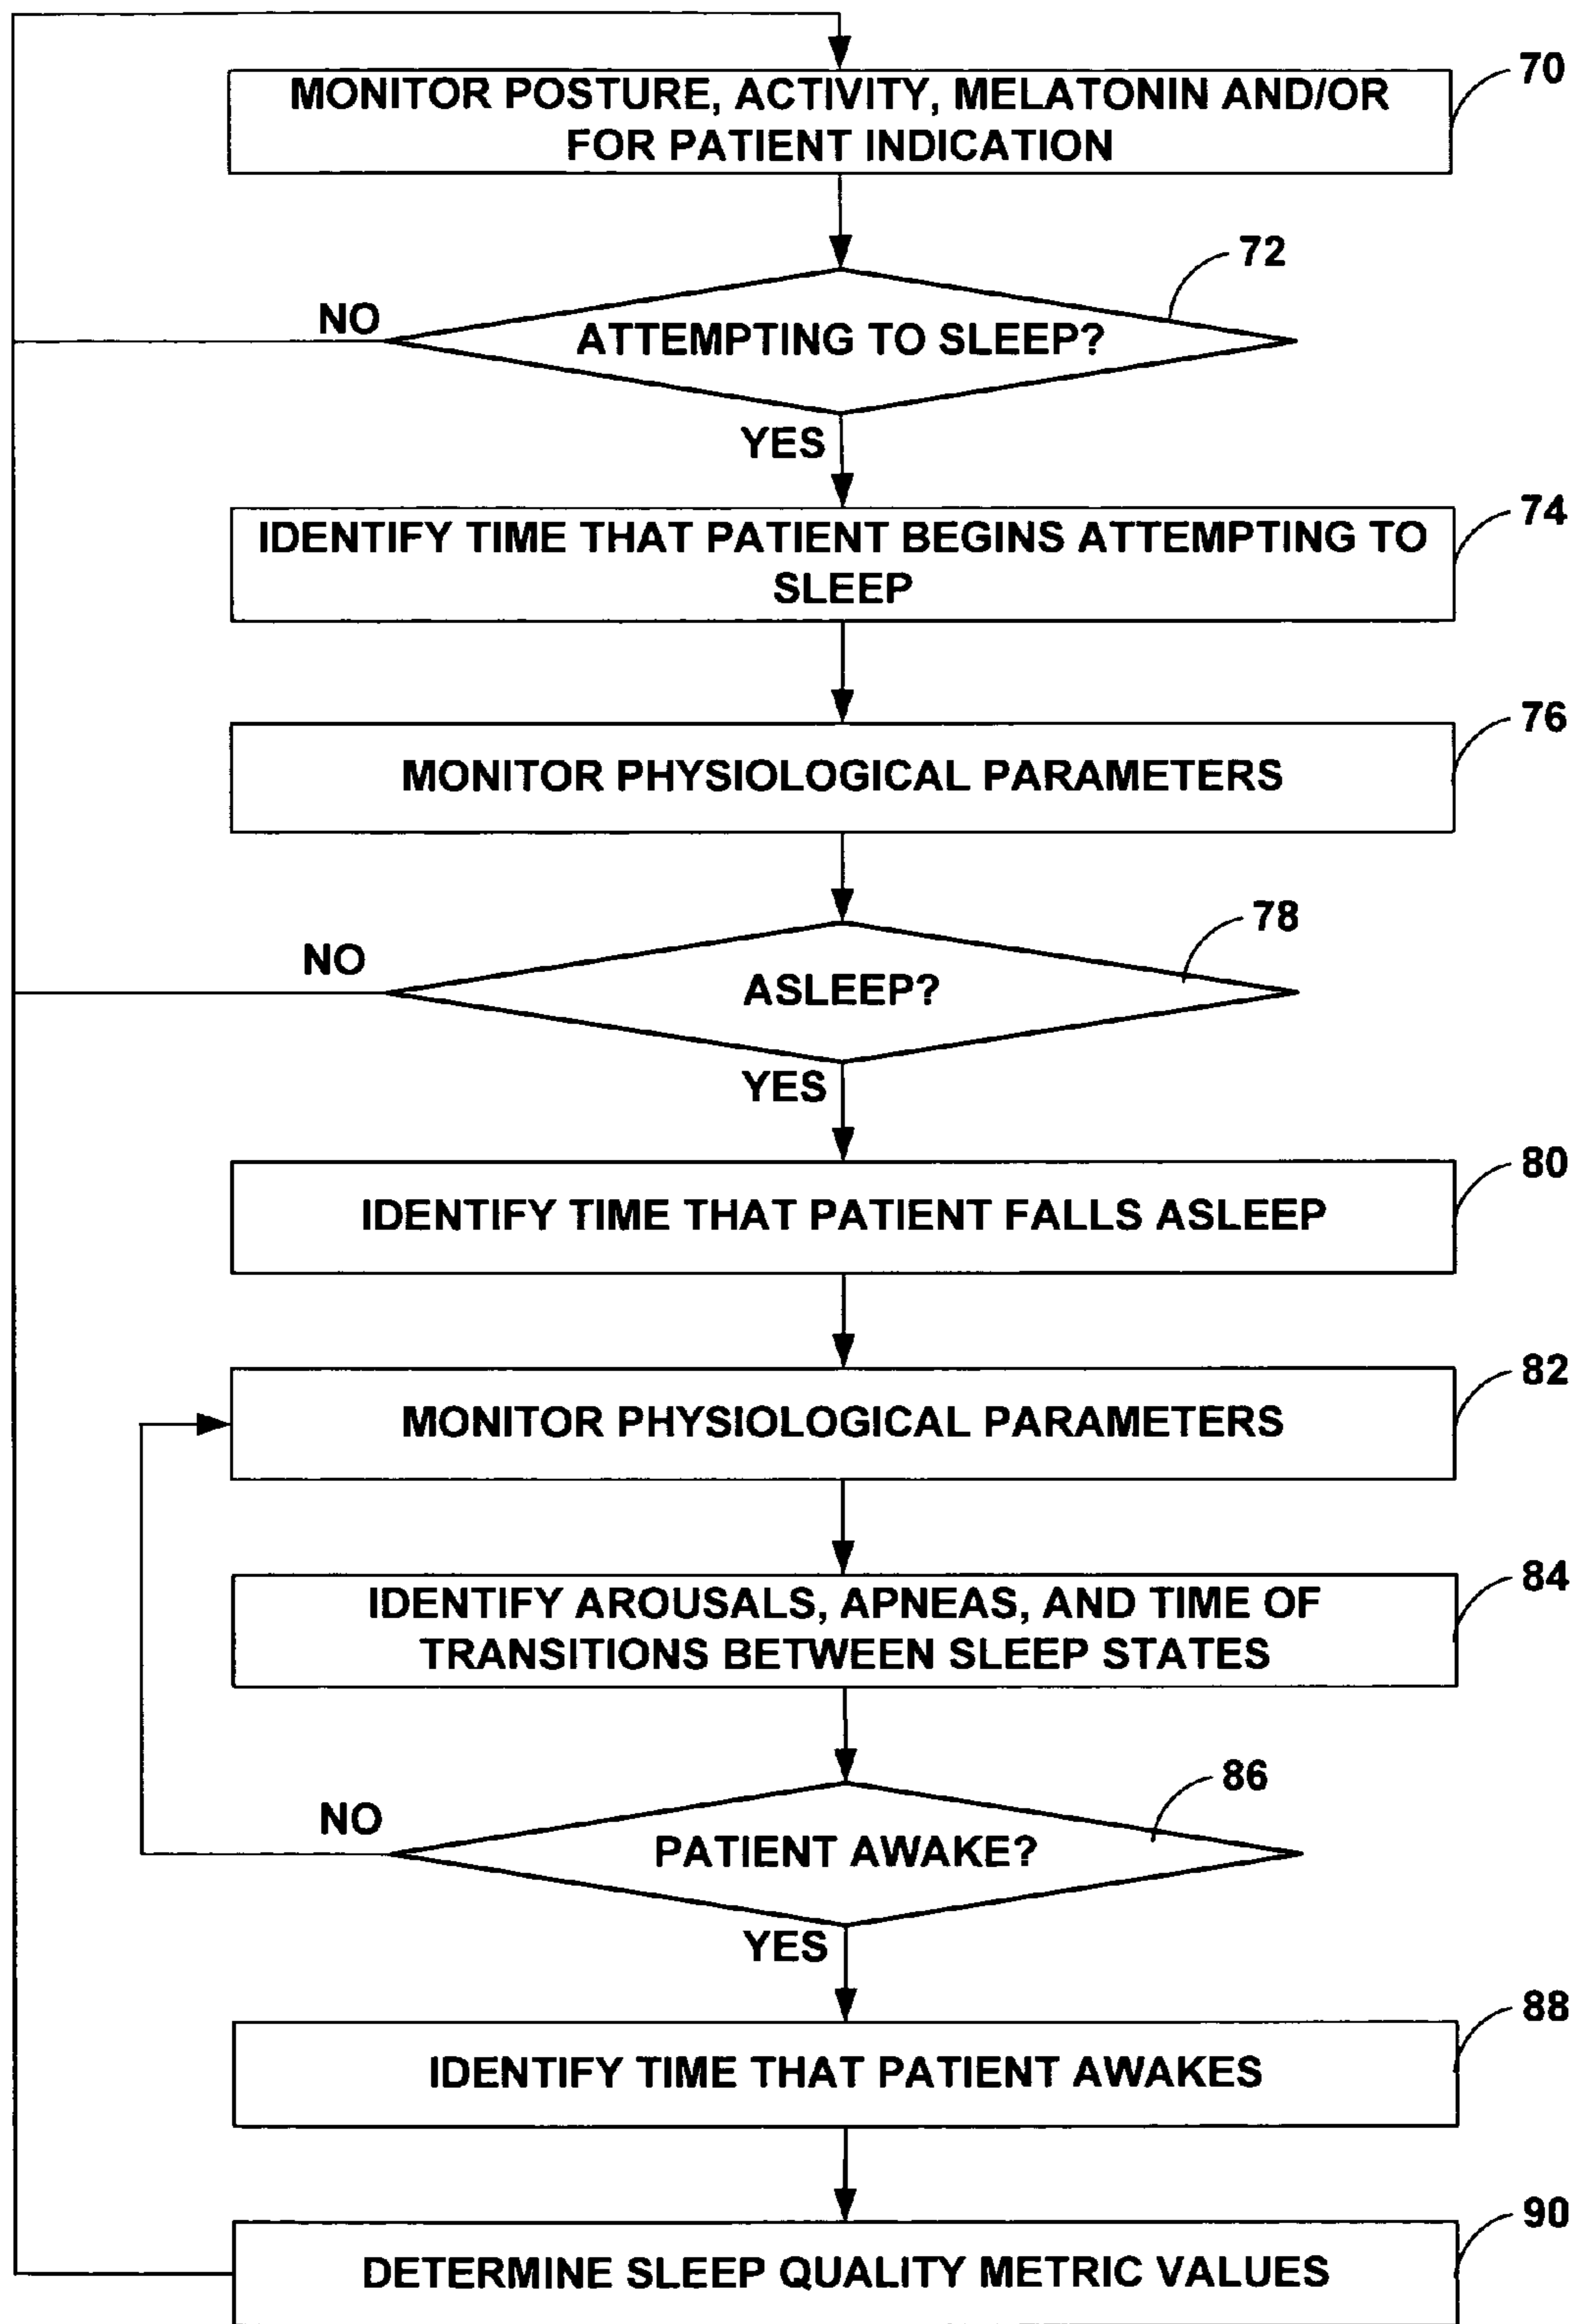 MONITOR POSTURE, ACTIVITY, MELATONIN AND/OR
FOR PATIENT INDICATION
70
72
NO
ATTEMPTING TO SLEEP?
YES
74
IDENTIFY TIME THAT PATIENT BEGINS ATTEMPTING TO
SLEEP
76
MONITOR PHYSIOLOGICAL PARAMETERS
78
NO
ASLEEP?
YES
80
IDENTIFY TIME THAT PATIENT FALLS ASLEEP
82
MONITOR PHYSIOLOGICAL PARAMETERS
84
IDENTIFY AROUSALS, APNEAS, AND TIME OF
TRANSITIONS BETWEEN SLEEP STATES
86
NO
PATIENT AWAKE?
YES
88
IDENTIFY TIME THAT PATIENT AWAKES
90
DETERMINE SLEEP QUALITY METRIC VALUES